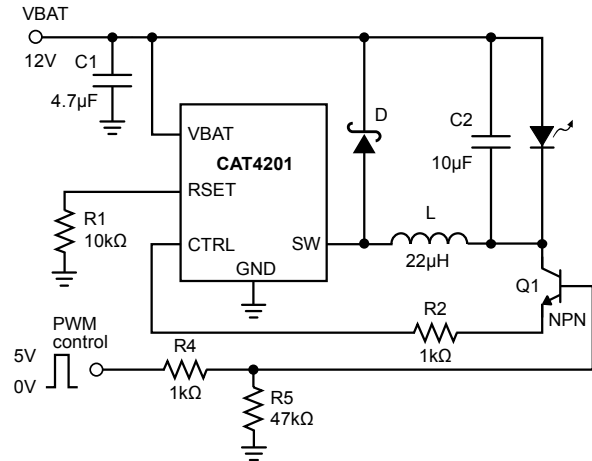 VBAT
12V
C1
4.7µF
VBAT
CAT4201
RSET
CTRL
SW
GND
D
C2
10µF
L
22µH
R1
10kΩ
Q1
NPN
R2
1kΩ
PWM
control
5V
0V
R4
1kΩ
R5
47kΩ